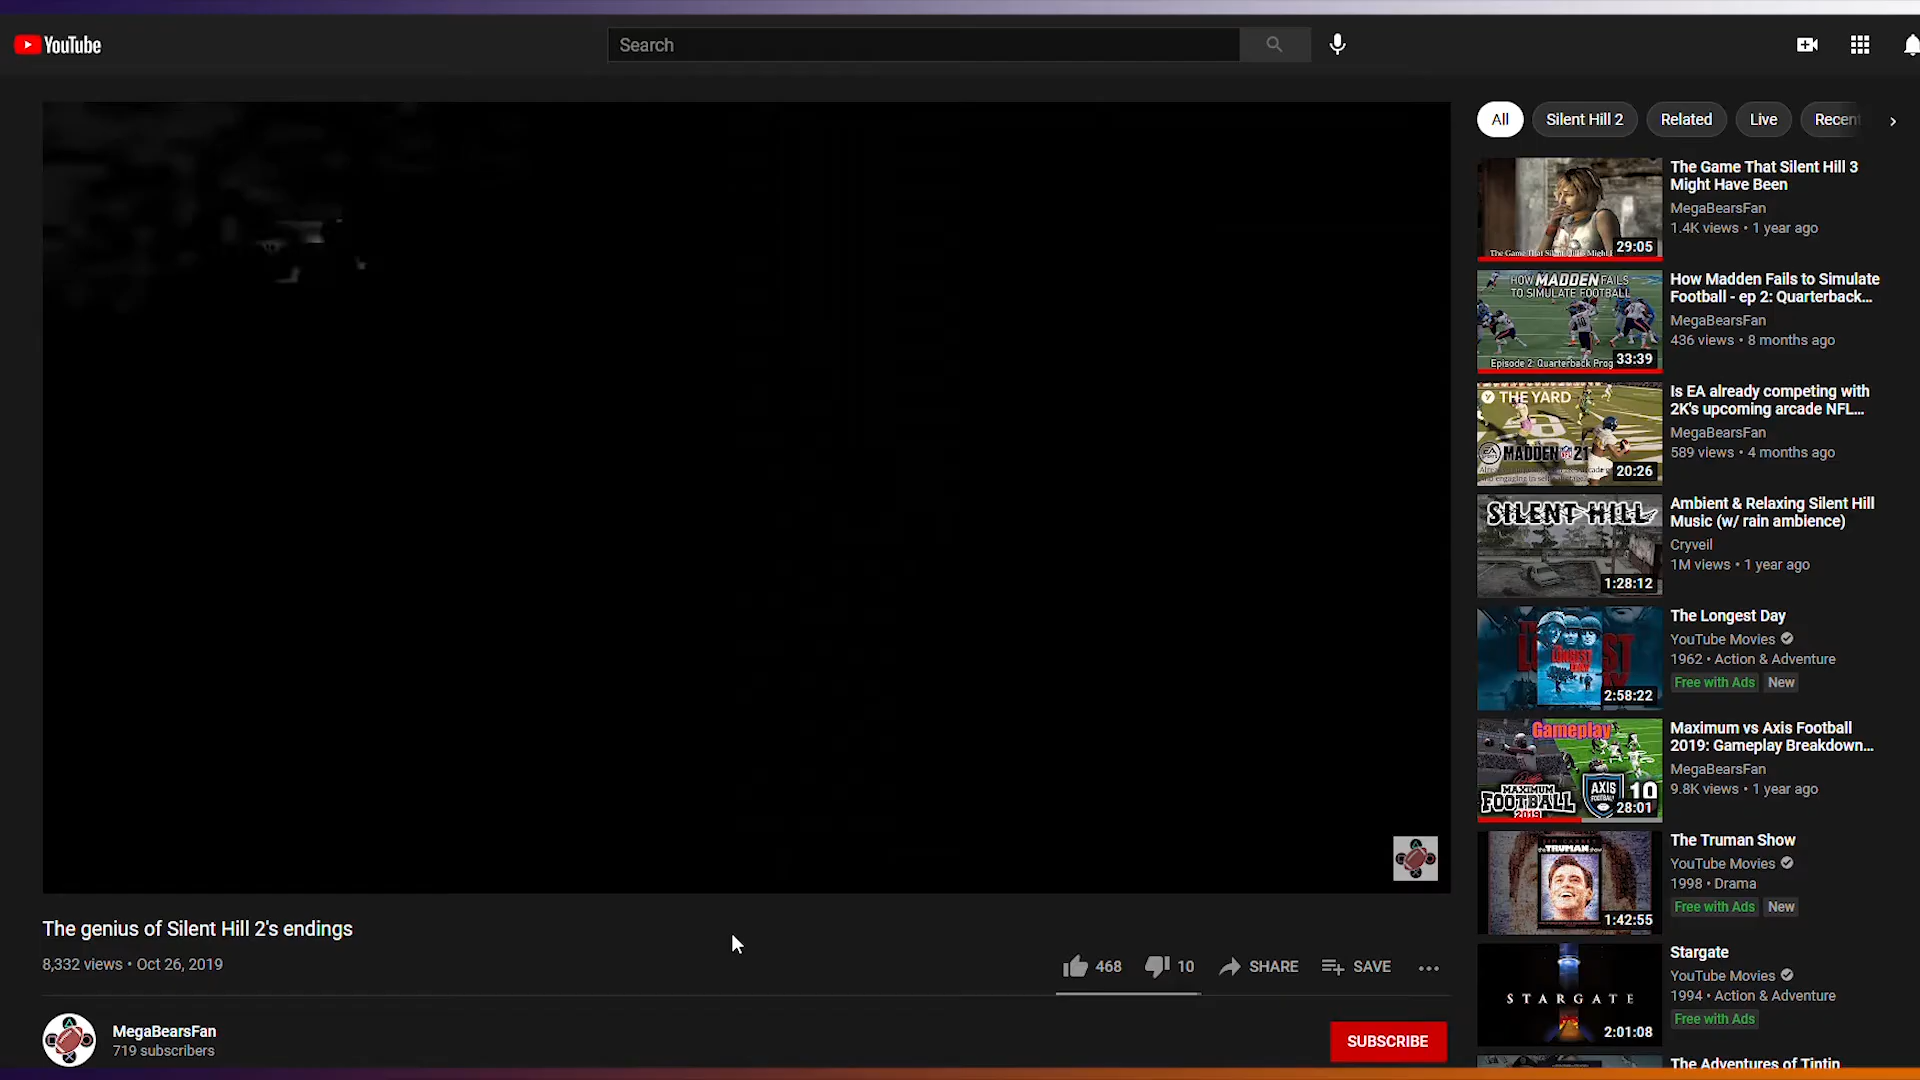 YouTube
Search
All
Silent Hill 2
Related
Live
Recent
The Game That Silent Hill 3
Might Have Been
MegaBearsFan
1.4K views • 1 year ago
29:05
HOW MADDEN FAILS
TO SIMULATE FOOTBALL
Episode 2: Quarterback Prog
33:39
How Madden Fails to Simulate
Football - ep 2: Quarterback...
MegaBearsFan
436 views • 8 months ago
THE YARD
MADDEN 21
20:26
Is EA already competing with
2K's upcoming arcade NFL...
MegaBearsFan
589 views • 4 months ago
SILENT HILL
1:28:12
Ambient & Relaxing Silent Hill
Music (w/ rain ambience)
Cryveil
1M views • 1 year ago
LONGEST
2:58:22
The Longest Day
YouTube Movies
1962 • Action & Adventure
Free with Ads
New
Gameplay
MAXIMUM
FOOTBALL
2019
AXIS
FOOTBALL
10
28:01
Maximum vs Axis Football
2019: Gameplay Breakdown...
MegaBearsFan
9.8K views • 1 year ago
TRUMAN
1:42:55
The Truman Show
YouTube Movies
1998 • Drama
Free with Ads
New
STARGATE
2:01:08
Stargate
YouTube Movies
1994 • Action & Adventure
Free with Ads
The Adventures of Tintin
The genius of Silent Hill 2's endings
8,332 views • Oct 26, 2019
468
10
SHARE
SAVE
MegaBearsFan
719 subscribers
SUBSCRIBE